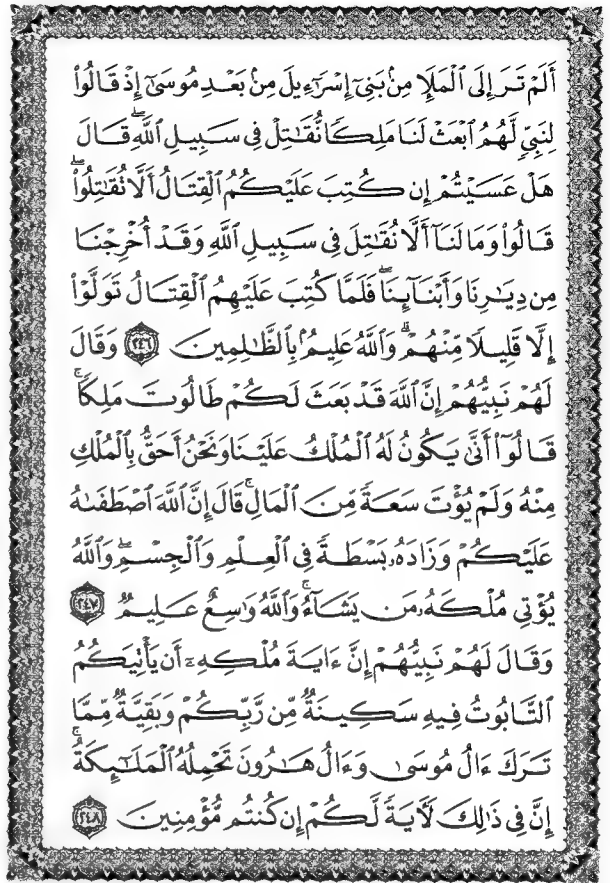 أَلَمْ تَرَ إِلَى ٱلْمَلَإِ مِنۢ بَنِىٓ إِسْرَٰٓءِيلَ مِنۢ بَعْدِ مُوسَىٰٓ إِذْ قَالُوا۟
لِنَبِىٍّ لَّهُمُ ٱبْعَثْ لَنَا مَلِكًا نُّقَٰتِلْ فِى سَبِيلِ ٱللَّهِ ۖ قَالَ
هَلْ عَسَيْتُمْ إِن كُتِبَ عَلَيْكُمُ ٱلْقِتَالُ أَلَّا تُقَٰتِلُوا۟ ۖ
قَالُوا۟ وَمَا لَنَآ أَلَّا نُقَٰتِلَ فِى سَبِيلِ ٱللَّهِ وَقَدْ أُخْرِجْنَا
مِن دِيَٰرِنَا وَأَبْنَآئِنَا ۖ فَلَمَّا كُتِبَ عَلَيْهِمُ ٱلْقِتَالُ تَوَلَّوْا۟
إِلَّا قَلِيلًا مِّنْهُمْ ۗ وَٱللَّهُ عَلِيمٌۢ بِٱلظَّٰلِمِينَ ٢٤٦ وَقَالَ
لَهُمْ نَبِيُّهُمْ إِنَّ ٱللَّهَ قَدْ بَعَثَ لَكُمْ طَالُوتَ مَلِكًا ۚ
قَالُوٓا۟ أَنَّىٰ يَكُونُ لَهُ ٱلْمُلْكُ عَلَيْنَا وَنَحْنُ أَحَقُّ بِٱلْمُلْكِ
مِنْهُ وَلَمْ يُؤْتَ سَعَةً مِّنَ ٱلْمَالِ ۚ قَالَ إِنَّ ٱللَّهَ ٱصْطَفَىٰهُ
عَلَيْكُمْ وَزَادَهُۥ بَسْطَةً فِى ٱلْعِلْمِ وَٱلْجِسْمِ ۖ وَٱللَّهُ
يُؤْتِى مُلْكَهُۥ مَن يَشَآءُ ۚ وَٱللَّهُ وَٰسِعٌ عَلِيمٌ ٢٤٧
وَقَالَ لَهُمْ نَبِيُّهُمْ إِنَّ ءَايَةَ مُلْكِهِۦٓ أَن يَأْتِيَكُمُ
ٱلتَّابُوتُ فِيهِ سَكِينَةٌ مِّن رَّبِّكُمْ وَبَقِيَّةٌ مِّمَّا
تَرَكَ ءَالُ مُوسَىٰ وَءَالُ هَٰرُونَ تَحْمِلُهُ ٱلْمَلَٰٓئِكَةُ ۚ
إِنَّ فِى ذَٰلِكَ لَءَايَةً لَّكُمْ إِن كُنتُم مُّؤْمِنِينَ ٢٤٨